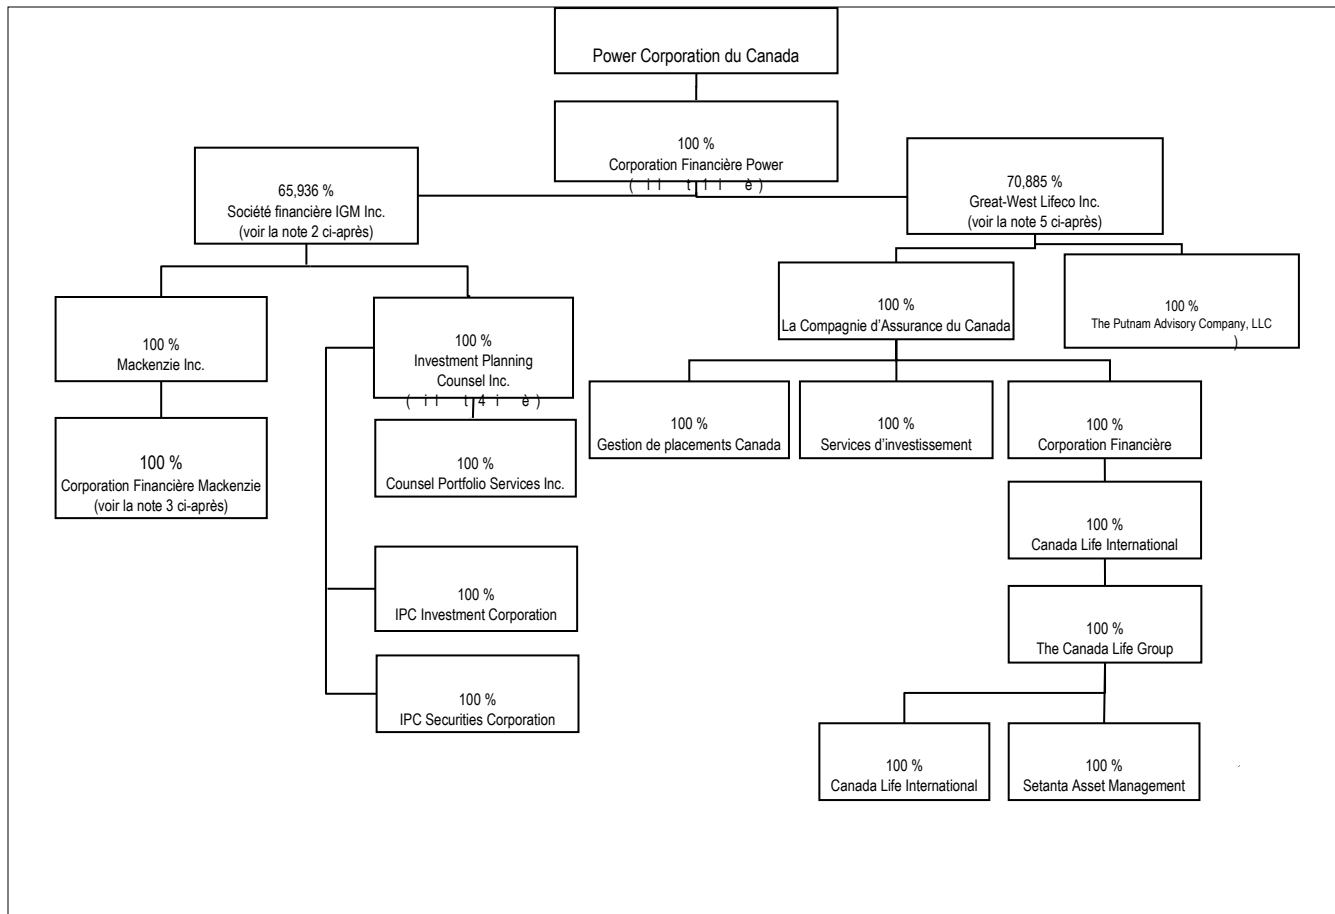 Power Corporation du Canada
100 %
Corporation Financière Power
65,936 %
Société financière IGM Inc.
(voir la note 2 ci-après)
70,885 %
Great-West Lifeco Inc.
(voir la note 5 ci-après)
100 %
Mackenzie Inc.
100 %
Investment Planning
Counsel Inc.
100 %
La Compagnie d’Assurance du Canada
100 %
The Putnam Advisory Company, LLC
)
100 %
Corporation Financière Mackenzie
(voir la note 3 ci-après)
100 %
Counsel Portfolio Services Inc.
100 %
Gestion de placements Canada
100 %
Services d’investissement
100 %
Corporation Financière
100 %
Canada Life International
100 %
IPC Investment Corporation
100 %
The Canada Life Group
100 %
IPC Securities Corporation
100 %
Canada Life International
100 %
Setanta Asset Management